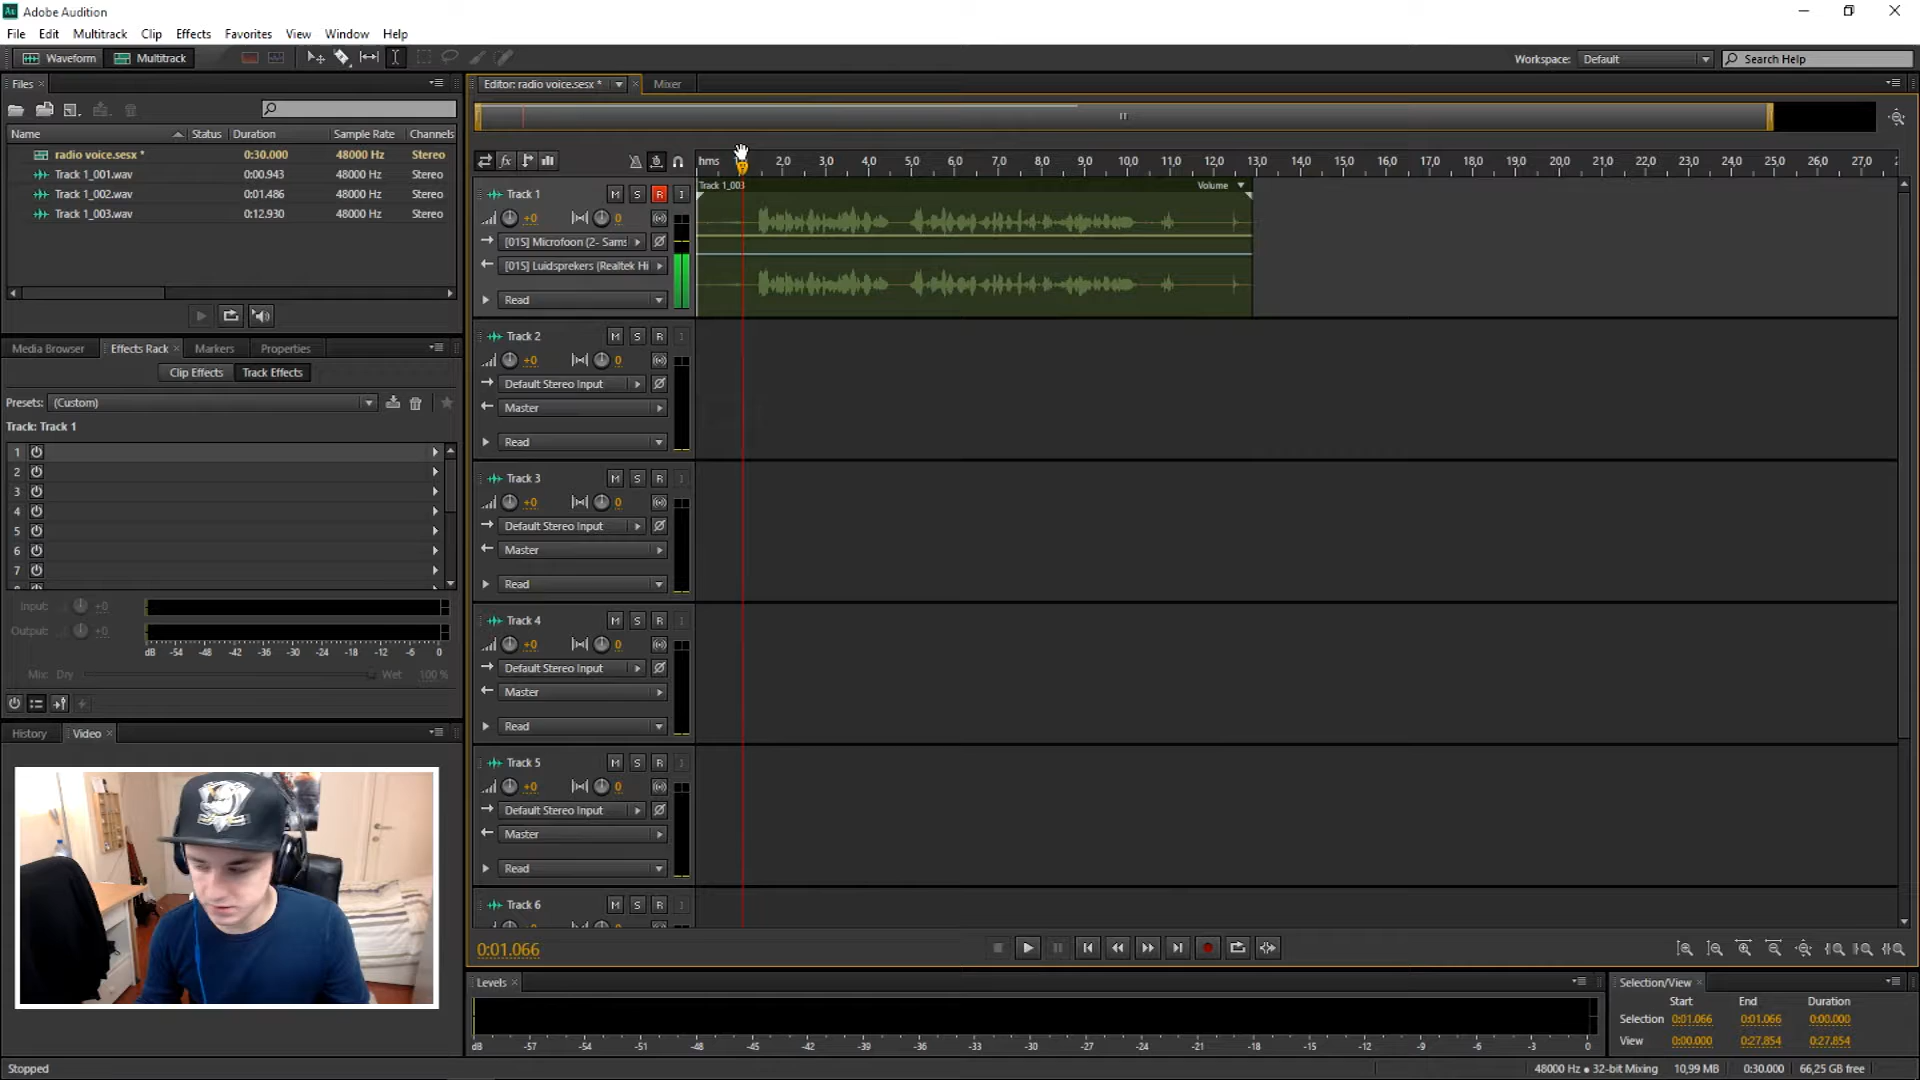 Au Adobe Audition
File Edit Multitrack Clip Effects Favorites View Window Help
Waveform Multitrack Workspace: Default Search Help
Files × Editor: radio voice.sesx * × Mixer
Name Status Duration Sample Rate Channels
radio voice.sesx * 0:30.000 48000 Hz Stereo
Track 1_001.wav 0:00.943 48000 Hz Stereo
Track 1_002.wav 0:01.486 48000 Hz Stereo
Track 1_003.wav 0:12.930 48000 Hz Stereo
hms 2,0 3,0 4,0 5,0 6,0 7,0 8,0 9,0 10,0 11,0 12,0 13,0 14,0 15,0 16,0 17,0 18,0 19,0 20,0 21,0 22,0 23,0 24,0 25,0 26,0 27,0
Track 1_003 Volume
Track 1 M S R I
+0 0
[01S] Microfoon (2- Sams
[01S] Luidsprekers (Realtek Hi
Read
Track 2 M S R I
+0 0
Default Stereo Input
Master
Read
Track 3 M S R I
+0 0
Default Stereo Input
Master
Read
Track 4 M S R I
+0 0
Default Stereo Input
Master
Read
Track 5 M S R I
+0 0
Default Stereo Input
Master
Read
Track 6 M S R I
Media Browser Effects Rack × Markers Properties
Clip Effects Track Effects
Presets: (Custom)
Track: Track 1
1
2
3
4
5
6
7
Input: +0
Output: +0
dB -54 -48 -42 -36 -30 -24 -18 -12 -6 0
Mix: Dry Wet 100 %
History Video ×
0:01.066
Levels ×
dB -57 -54 -51 -48 -45 -42 -39 -36 -33 -30 -27 -24 -21 -18 -15 -12 -9 -6 -3 0
Selection/View ×
Start End Duration
Selection 0:01.066 0:01.066 0:00.000
View 0:00.000 0:27.854 0:27.854
Stopped 48000 Hz ● 32-bit Mixing 10,99 MB 0:30.000 66,25 GB free